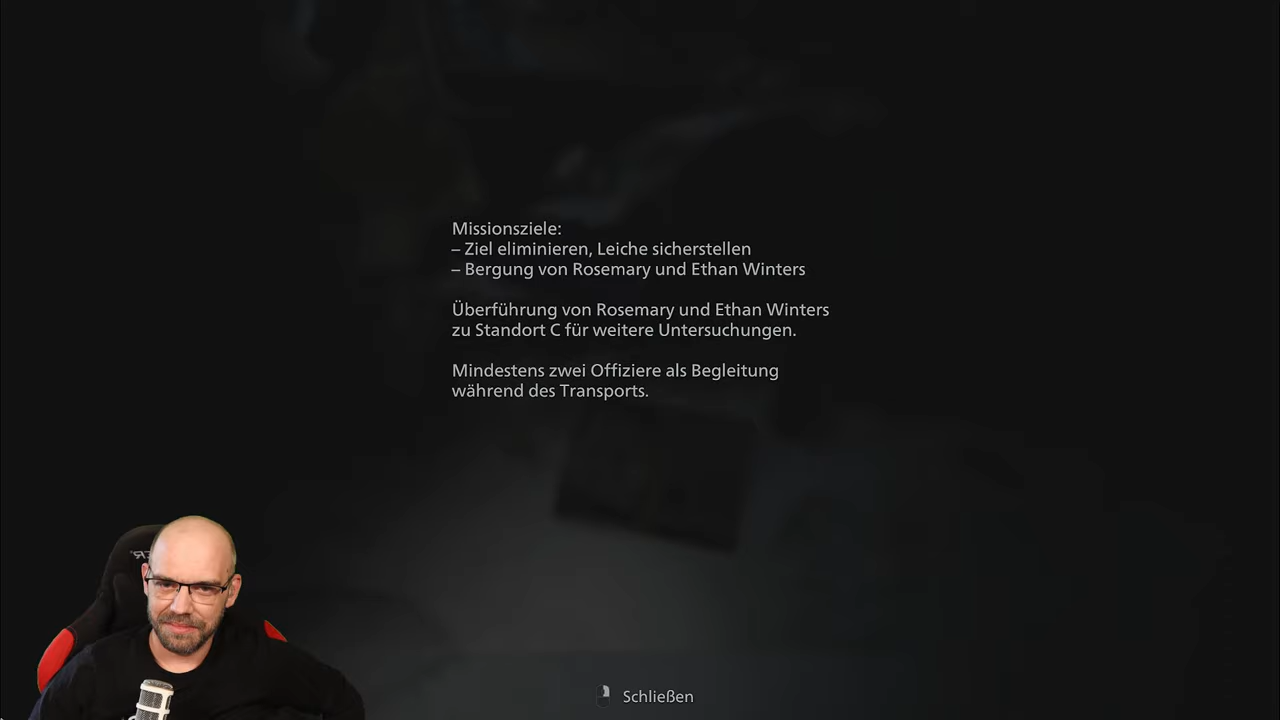 Missionsziele:
– Ziel eliminieren, Leiche sicherstellen
– Bergung von Rosemary und Ethan Winters
Überführung von Rosemary und Ethan Winters
zu Standort C für weitere Untersuchungen.
Mindestens zwei Offiziere als Begleitung
während des Transports.
Schließen